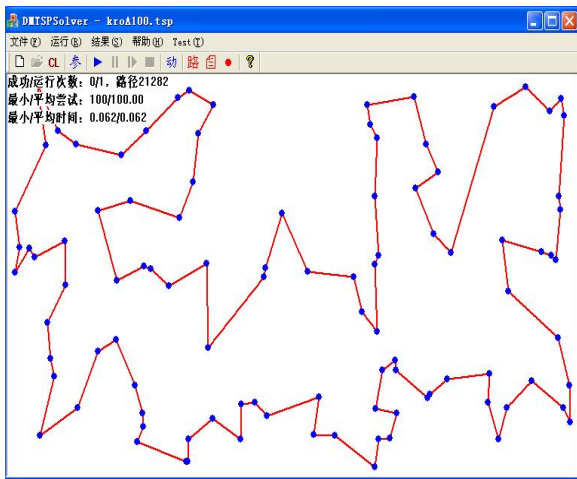 DMTSPSolver - kroA100.tsp
文件(F) 运行(R) 结果(S) 帮助(H) Test(T)
CL 参 动 路
成功/运行次数: 0/1, 路径21282
最小/平均尝试: 100/100.00
最小/平均时间: 0.062/0.062